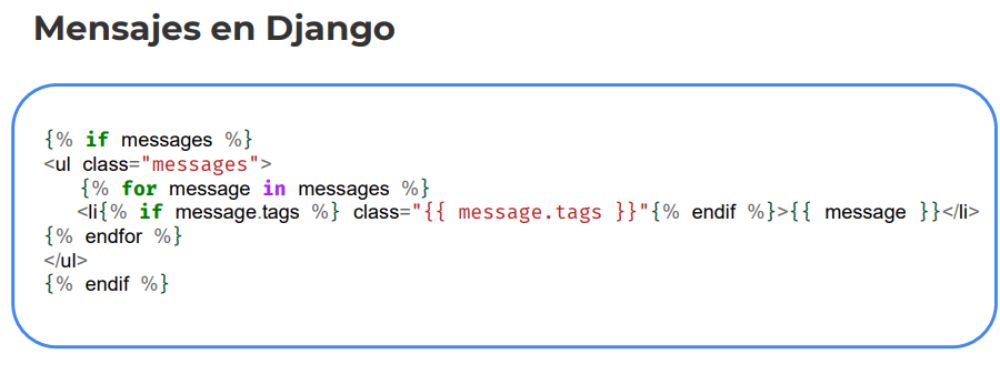 Mensajes en Django
{% if messages %}
<ul class="messages">
{% for message in messages %}
<li{% if message.tags %} class="{{ message.tags }}"{% endif %}>{{ message }}</li>
{% endfor %}
</ul>
{% endif %}